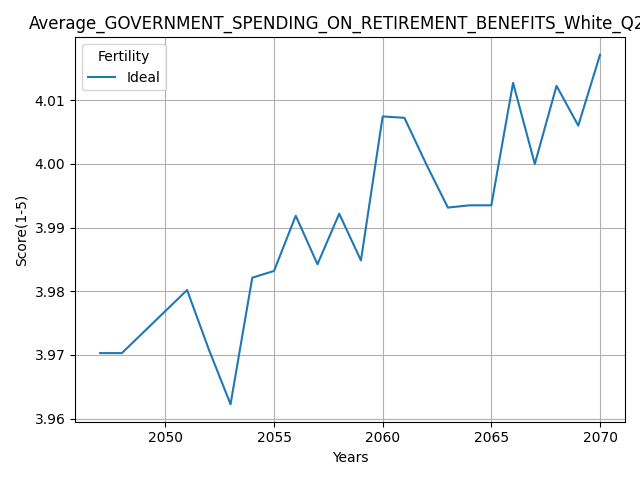 Average_GOVERNMENT_SPENDING_ON_RETIREMENT_BENEFITS_White_Q2
Fertility
Ideal
4.01
4.00
3.99
3.98
3.97
3.96
Score(1-5)
2050 2055 2060 2065 2070
Years